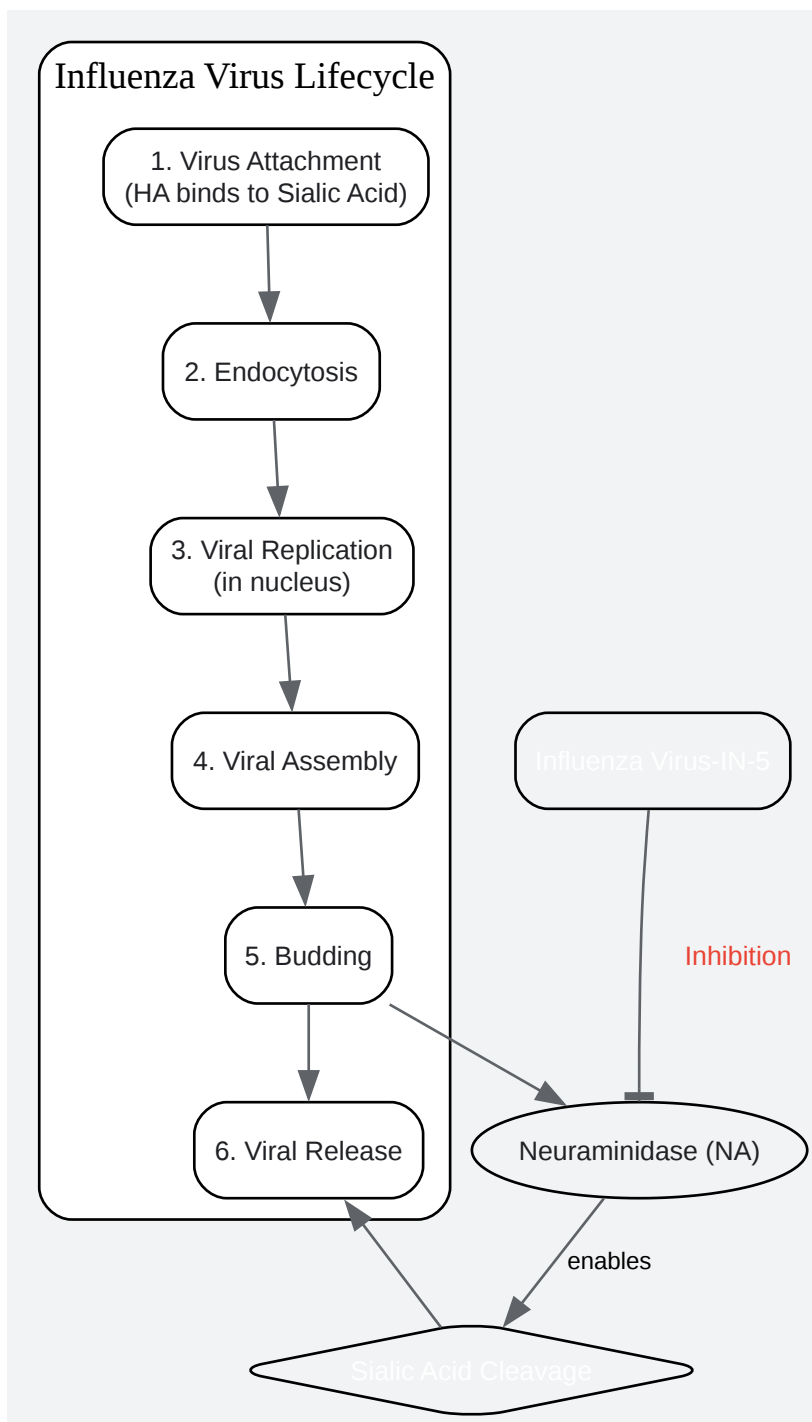 Influenza Virus Lifecycle
1. Virus Attachment
(HA binds to Sialic Acid)
2. Endocytosis
3. Viral Replication
(in nucleus)
4. Viral Assembly
Influenza Virus-IN-5
5. Budding
Inhibition
6. Viral Release
Neuraminidase (NA)
enables
Sialic Acid Cleavage